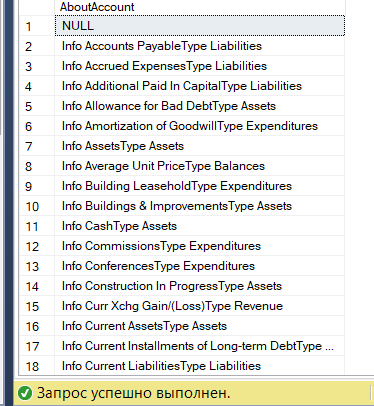 AboutAccount
1 NULL
2 Info Accounts PayableType Liabilities
3 Info Accrued ExpensesType Liabilities
4 Info Additional Paid In CapitalType Liabilities
5 Info Allowance for Bad DebtType Assets
6 Info Amortization of GoodwillType Expenditures
7 Info AssetsType Assets
8 Info Average Unit PriceType Balances
9 Info Building LeaseholdType Expenditures
10 Info Buildings & ImprovementsType Assets
11 Info CashType Assets
12 Info CommissionsType Expenditures
13 Info ConferencesType Expenditures
14 Info Construction In ProgressType Assets
15 Info Curr Xchg Gain/(Loss)Type Revenue
16 Info Current AssetsType Assets
17 Info Current Installments of Long-term DebtType ...
18 Info Current LiabilitiesType Liabilities
Запрос успешно выполнен.